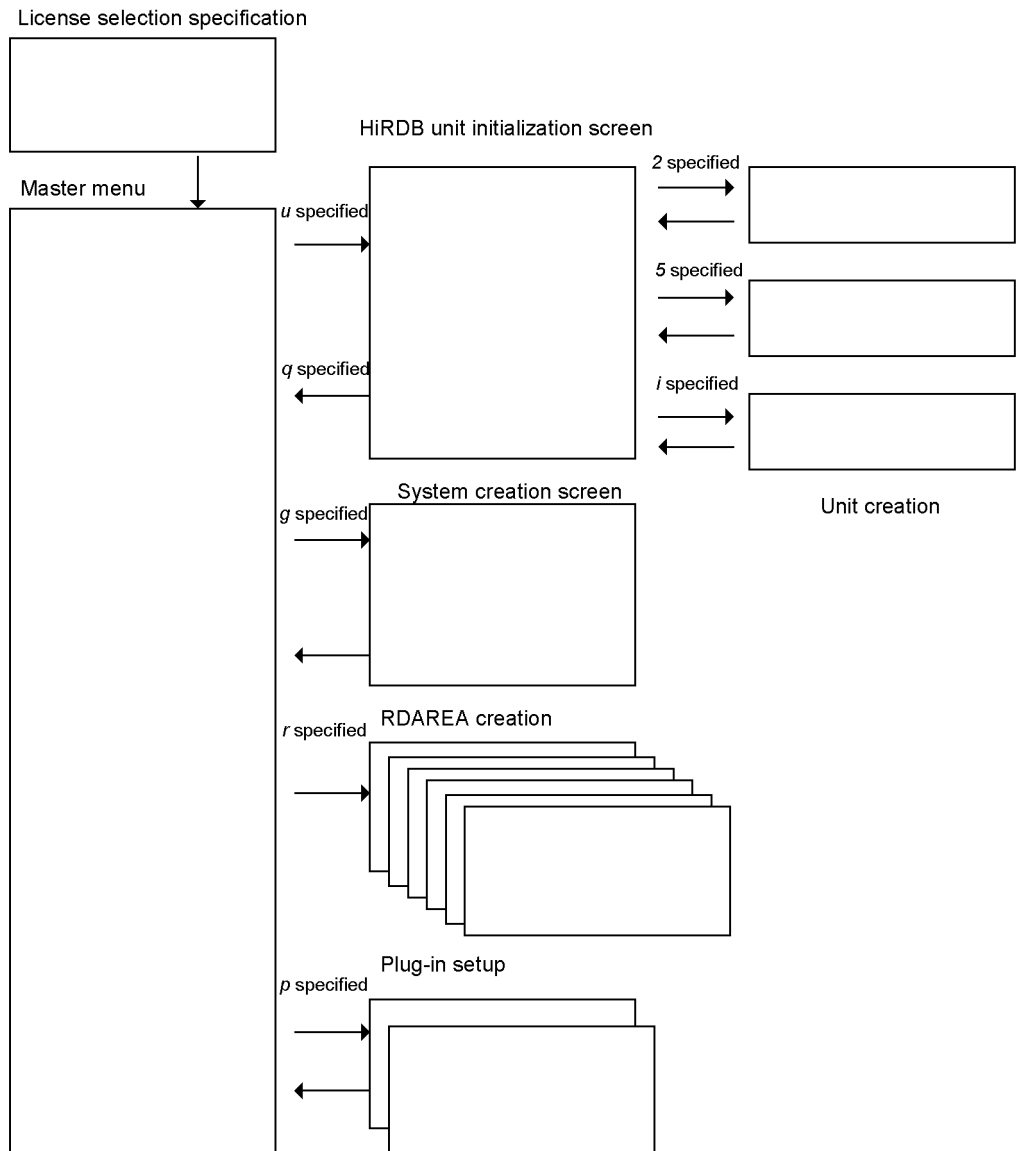 License selection specification
HiRDB unit initialization screen
2 specified
Master menu
u specified
5 specified
q specified
i specified
System creation screen
Unit creation
g specified
RDAREA creation
r specified
Plug-in setup
p specified